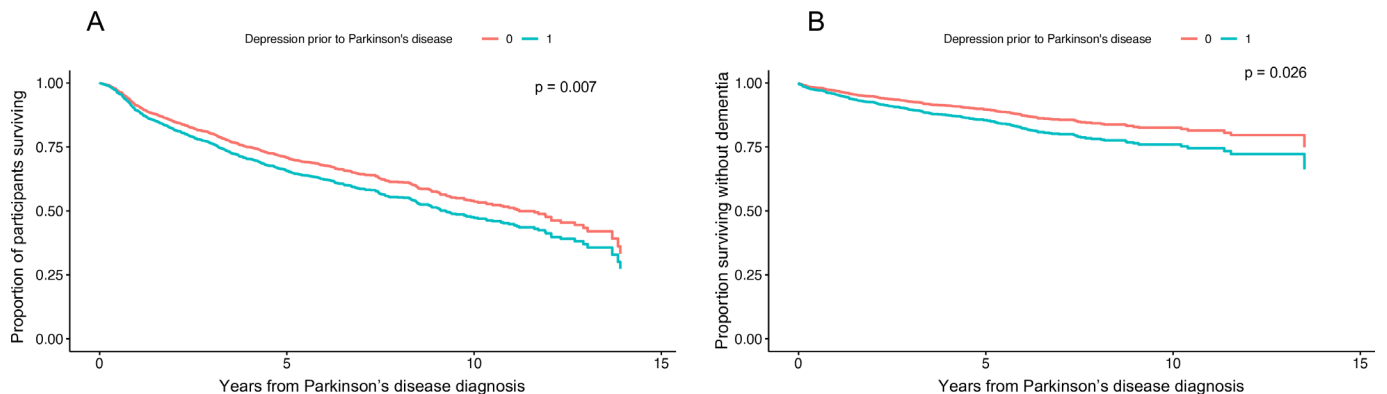 A
Depression prior to Parkinson's disease 0 1
p = 0.007
Proportion of participants surviving
1.00
0.75
0.50
0.25
0.00
0 5 10 15
Years from Parkinson’s disease diagnosis
B
Depression prior to Parkinson's disease 0 1
p = 0.026
Proportion surviving without dementia
1.00
0.75
0.50
0.25
0.00
0 5 10 15
Years from Parkinson’s disease diagnosis